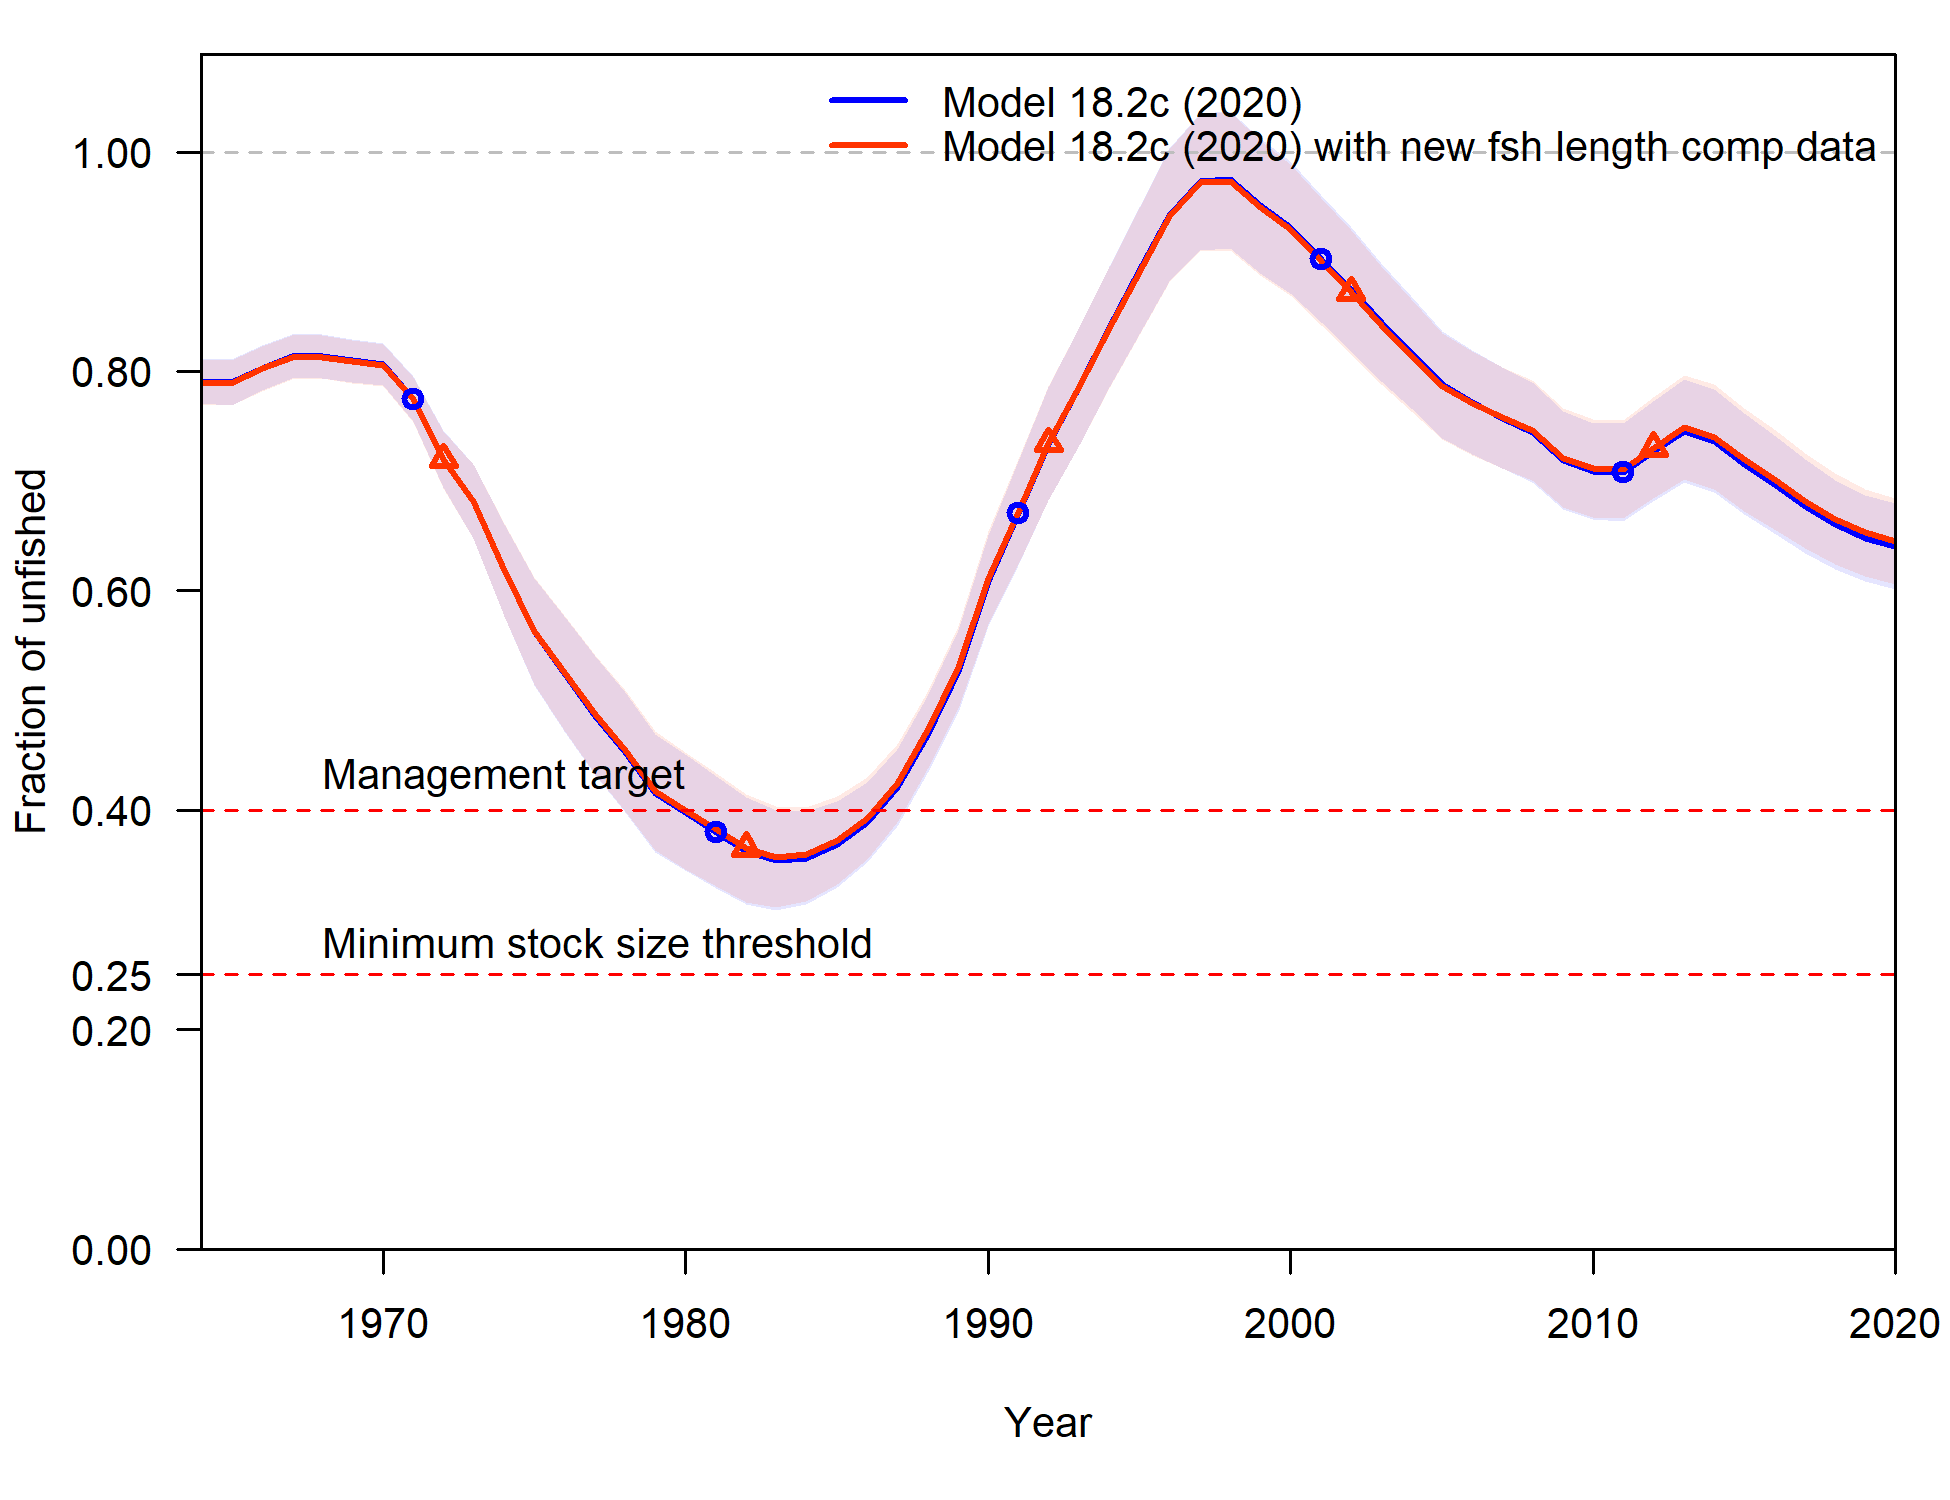 Model 18.2c (2020)
Model 18.2c (2020) with new fsh length comp data
1.00
0.80
0.60
0.40
0.25
0.20
0.00
Fraction of unfished
Management target
Minimum stock size threshold
1970
1980
1990
2000
2010
2020
Year